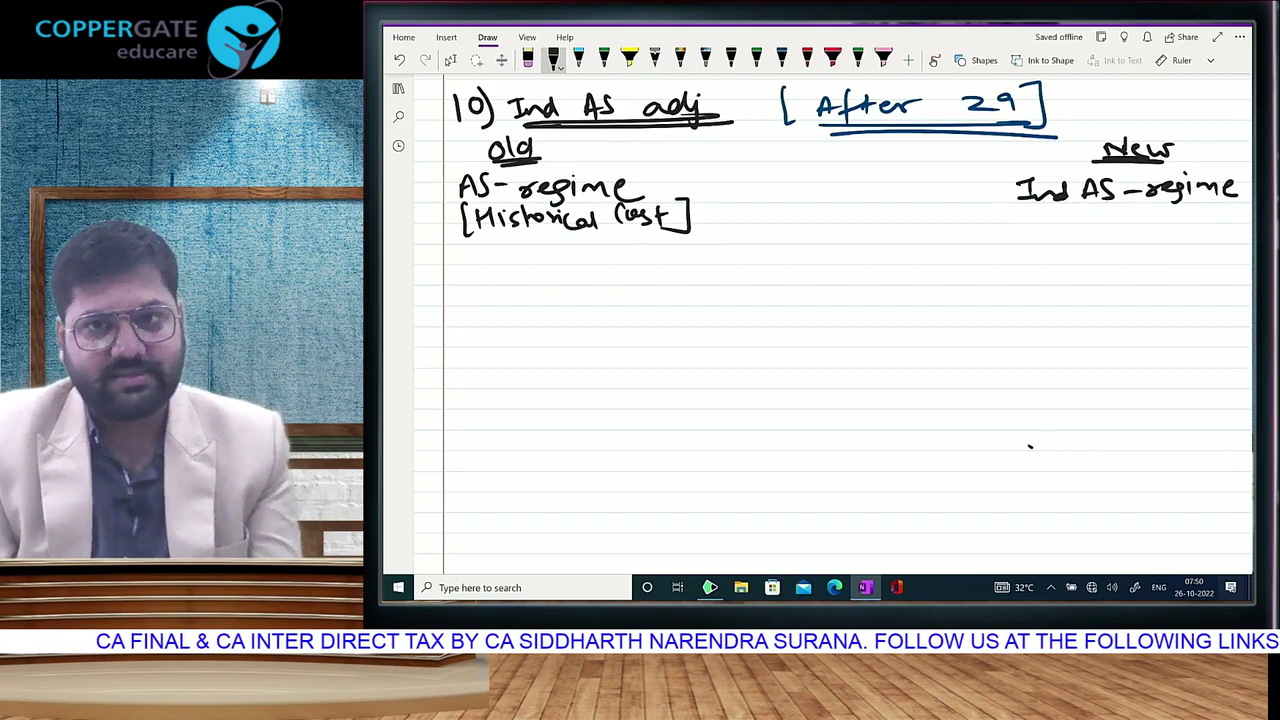 COPPERGATE
educare
Home Insert Draw View Help
Saved offline
Share
Shapes
Ink to Shape
Ink to Text
Ruler
10) Ind AS adj [After 29]
Old
New
AS-regime
Ind AS-regime
[Historical Cost]
Type here to search
32°C
ENG
07:50
26-10-2022
CA FINAL & CA INTER DIRECT TAX BY CA SIDDHARTH NARENDRA SURANA. FOLLOW US AT THE FOLLOWING LINKS